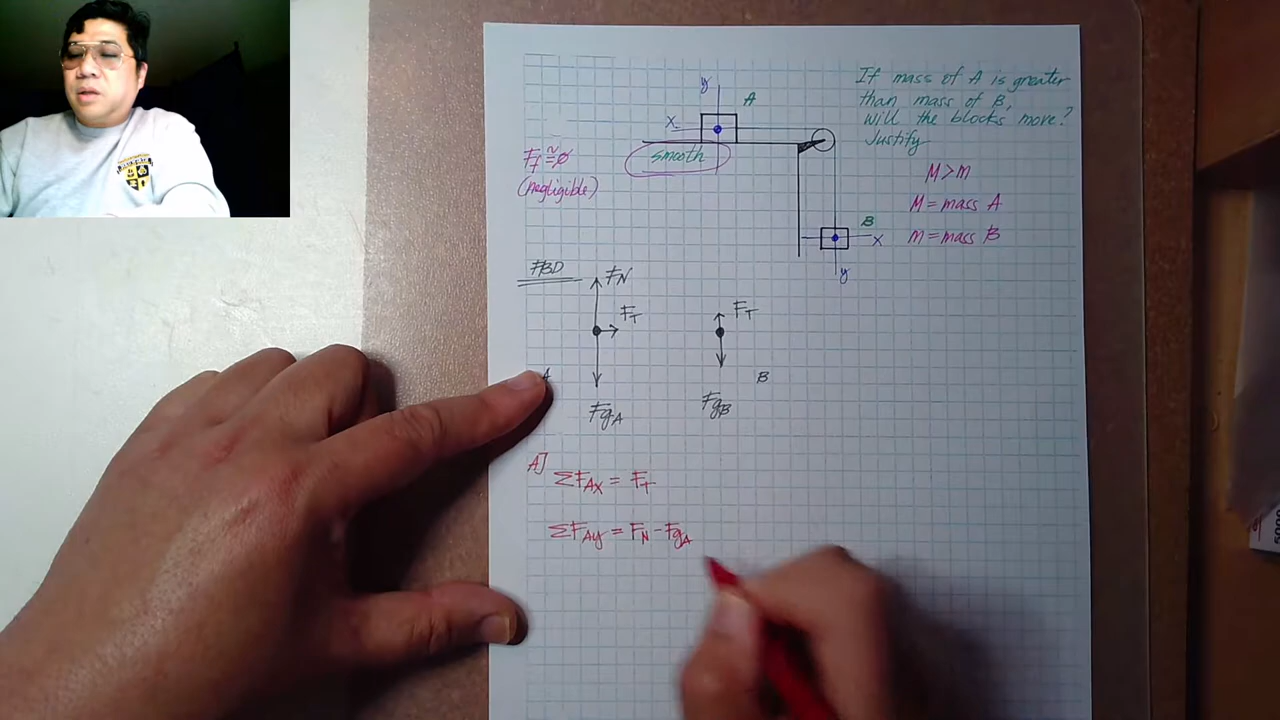 If mass of A is greater
than mass of B,
will the blocks move?
Justify
y
A
X
smooth
Ff ≅ 0
(negligible)
M > m
M = mass A
m = mass B
B
X
y
FBD
FN
FT
FT
A
B
FgA
FgB
A]
ΣFAx = FT
ΣFAy = FN - FgA